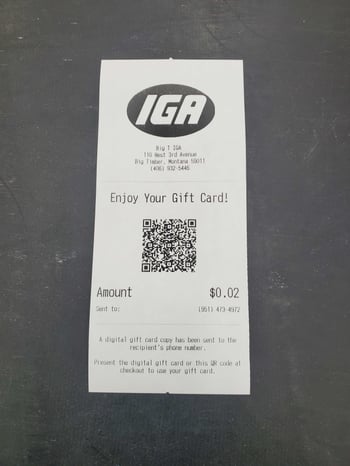 IGA
Big T IGA
110 West 3rd Avenue
Big Timber, Montana 59011
(406) 932-5446
Enjoy Your Gift Card!
Amount $0.02
Sent to: (951) 473-4972
A digital gift card copy has been sent to the
recipient's phone number.
Present the digital gift card or this QR code at
checkout to use your gift card.